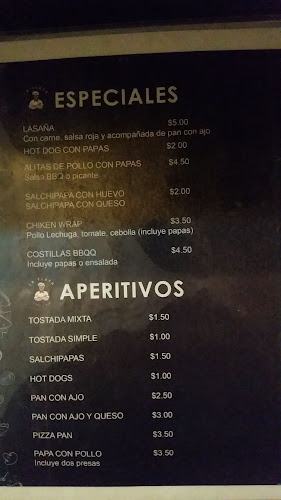 ESPECIALES
LASAÑA $5.00
Con carne, salsa roja y acompañada de pan con ajo
HOT DOG CON PAPAS $2.00
ALITAS DE POLLO CON PAPAS $4.50
Salsa BBQ o picante
SALCHIPAPA CON HUEVO $2.00
SALCHIPAPA CON QUESO
CHIKEN WRAP $3.50
Pollo Lechuga, tomate, cebolla (incluye papas)
COSTILLAS BBQQ $4.50
Incluye papas o ensalada
APERITIVOS
TOSTADA MIXTA $1.50
TOSTADA SIMPLE $1.00
SALCHIPAPAS $1.50
HOT DOGS $1.00
PAN CON AJO $2.50
PAN CON AJO Y QUESO $3.00
PIZZA PAN $3.50
PAPA CON POLLO $3.50
Incluye dos presas